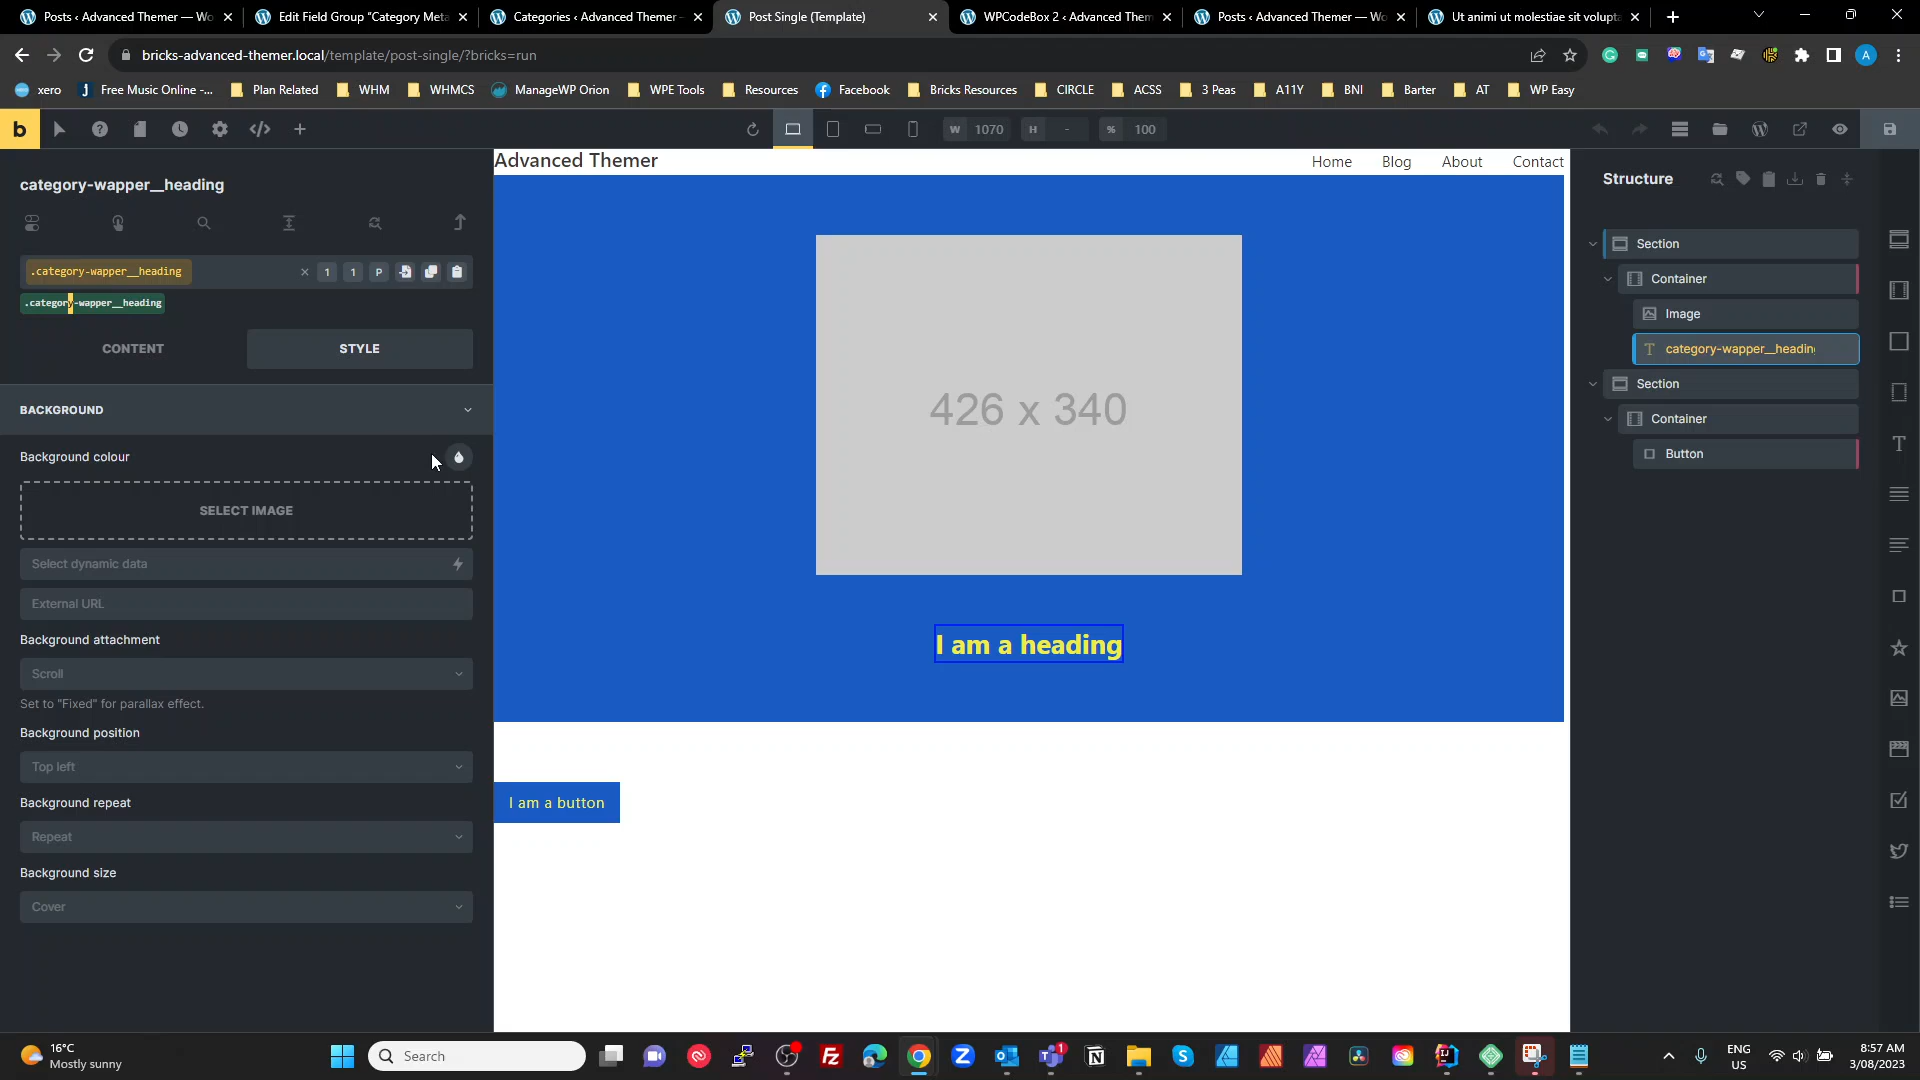 Posts ‹ Advanced Themer — Wo
Edit Field Group "Category Meta
Categories ‹ Advanced Themer
Post Single (Template)
WPCodeBox 2 ‹ Advanced Them
Posts ‹ Advanced Themer — Wo
Ut animi ut molestiae sit volupta
bricks-advanced-themer.local/template/post-single/?bricks=run
A
xero
Free Music Online -...
Plan Related
WHM
WHMCS
ManageWP Orion
WPE Tools
Resources
Facebook
Bricks Resources
CIRCLE
ACSS
3 Peas
A11Y
BNI
Barter
AT
WP Easy
b
W 1070
H -
% 100
category-wapper__heading
.category-wapper__heading
1 1 P
.category-wapper__heading
CONTENT
STYLE
BACKGROUND
Background colour
SELECT IMAGE
Select dynamic data
External URL
Background attachment
Scroll
Set to "Fixed" for parallax effect.
Background position
Top left
Background repeat
Repeat
Background size
Cover
Advanced Themer
Home
Blog
About
Contact
426 x 340
I am a heading
I am a button
Structure
Section
Container
Image
category-wapper__headin
Section
Container
Button
16°C
Mostly sunny
Search
1
ENG
US
8:57 AM
3/08/2023